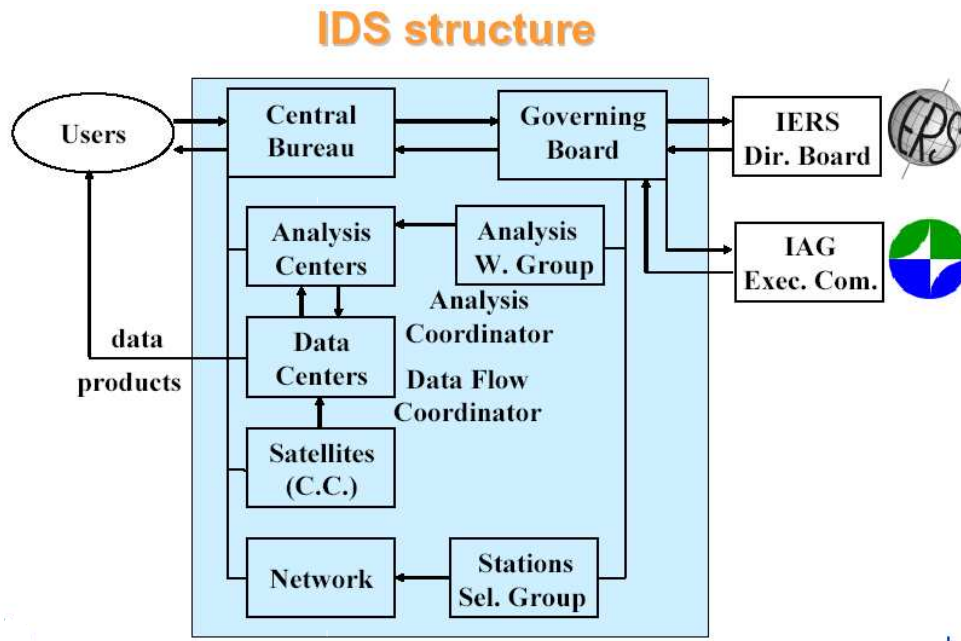 IDS structure
Users
Central
Bureau
Governing
Board
IERS
Dir. Board
IERS
Analysis
Centers
Analysis
W. Group
IAG
Exec. Com.
Analysis
Coordinator
data
products
Data
Centers
Data Flow
Coordinator
Satellites
(C.C.)
Network
Stations
Sel. Group